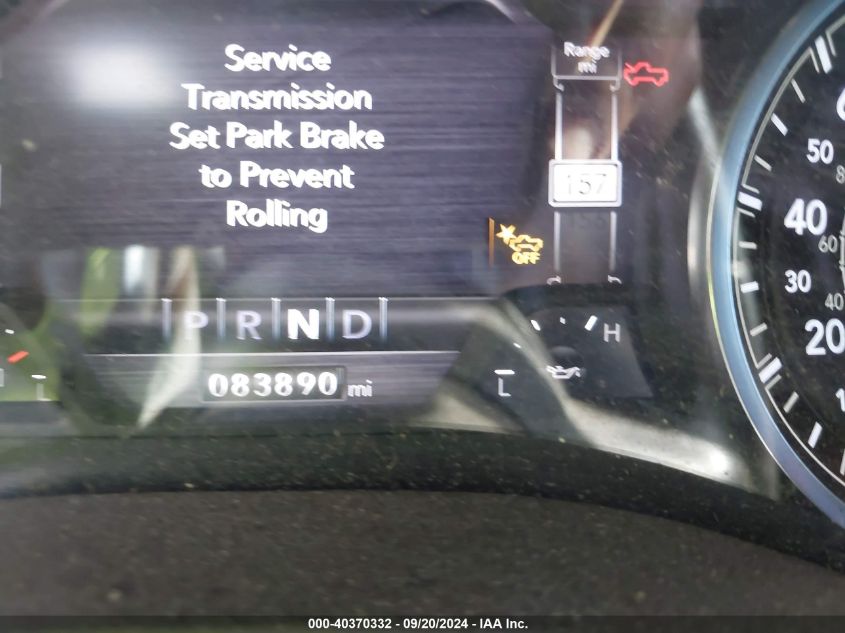 Service
Transmission
Set Park Brake
to Prevent
Rolling
Range
mi
157
OFF
P R N D
083890 mi
L
L
H
50
40
30
20
60
40
000-40370332 - 09/20/2024 - IAA Inc.